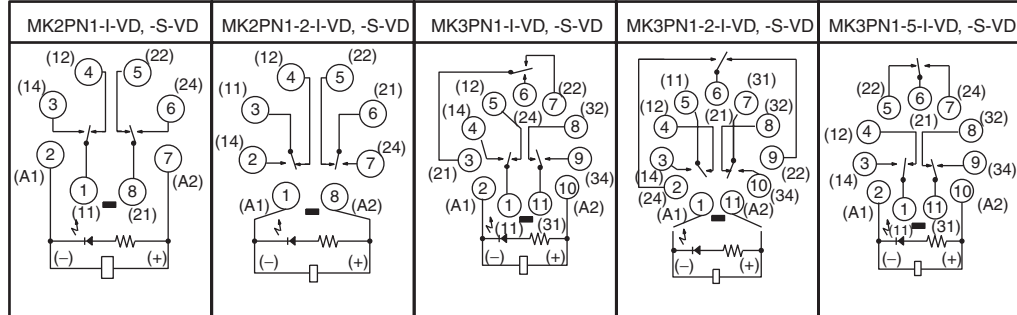 MK2PN1-I-VD, -S-VD
MK2PN1-2-I-VD, -S-VD
MK3PN1-I-VD, -S-VD
MK3PN1-2-I-VD, -S-VD
MK3PN1-5-I-VD, -S-VD
(12) (22)
4 5
(14) (24)
3 6
2 7
(A1) (A2)
1 8
(11) (21)
(−) (+)
(12) (22)
4 5
(11) (21)
3 6
(14) (24)
2 7
1 8
(A1) (A2)
(−) (+)
6 7 (22)
(12) 5 (24) (32)
(14) 4 8
3 9
(21) 2 10 (34)
(A1) 1 11 (A2)
(11) (31)
(−) (+)
6 (31)
(11) 5 7
(12) 4 (21) 8 (32)
3 9
(14) 2 10 (22)
(24) 1 11 (34)
(A1) (A2)
(−) (+)
(22) 5 6 7 (24)
(12) 4 (21) 8 (32)
3 9
(14) 2 10 (34)
(A1) 1 11 (A2)
(11) (31)
(−) (+)